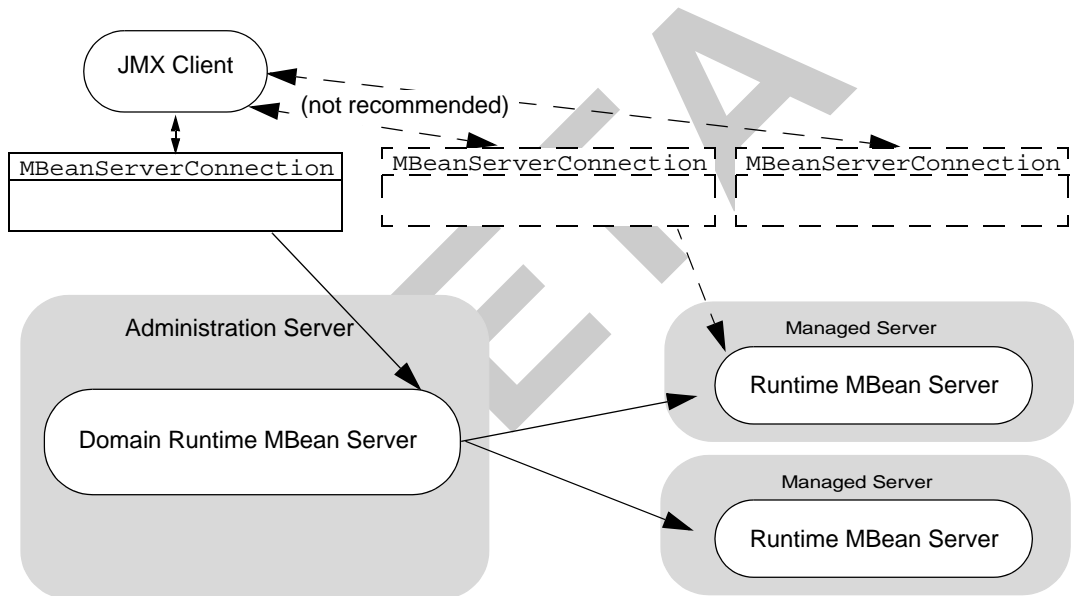 JMX Client
(not recommended)
MBeanServerConnection
MBeanServerConnection
MBeanServerConnection
Administration Server
Domain Runtime MBean Server
Managed Server
Runtime MBean Server
Managed Server
Runtime MBean Server